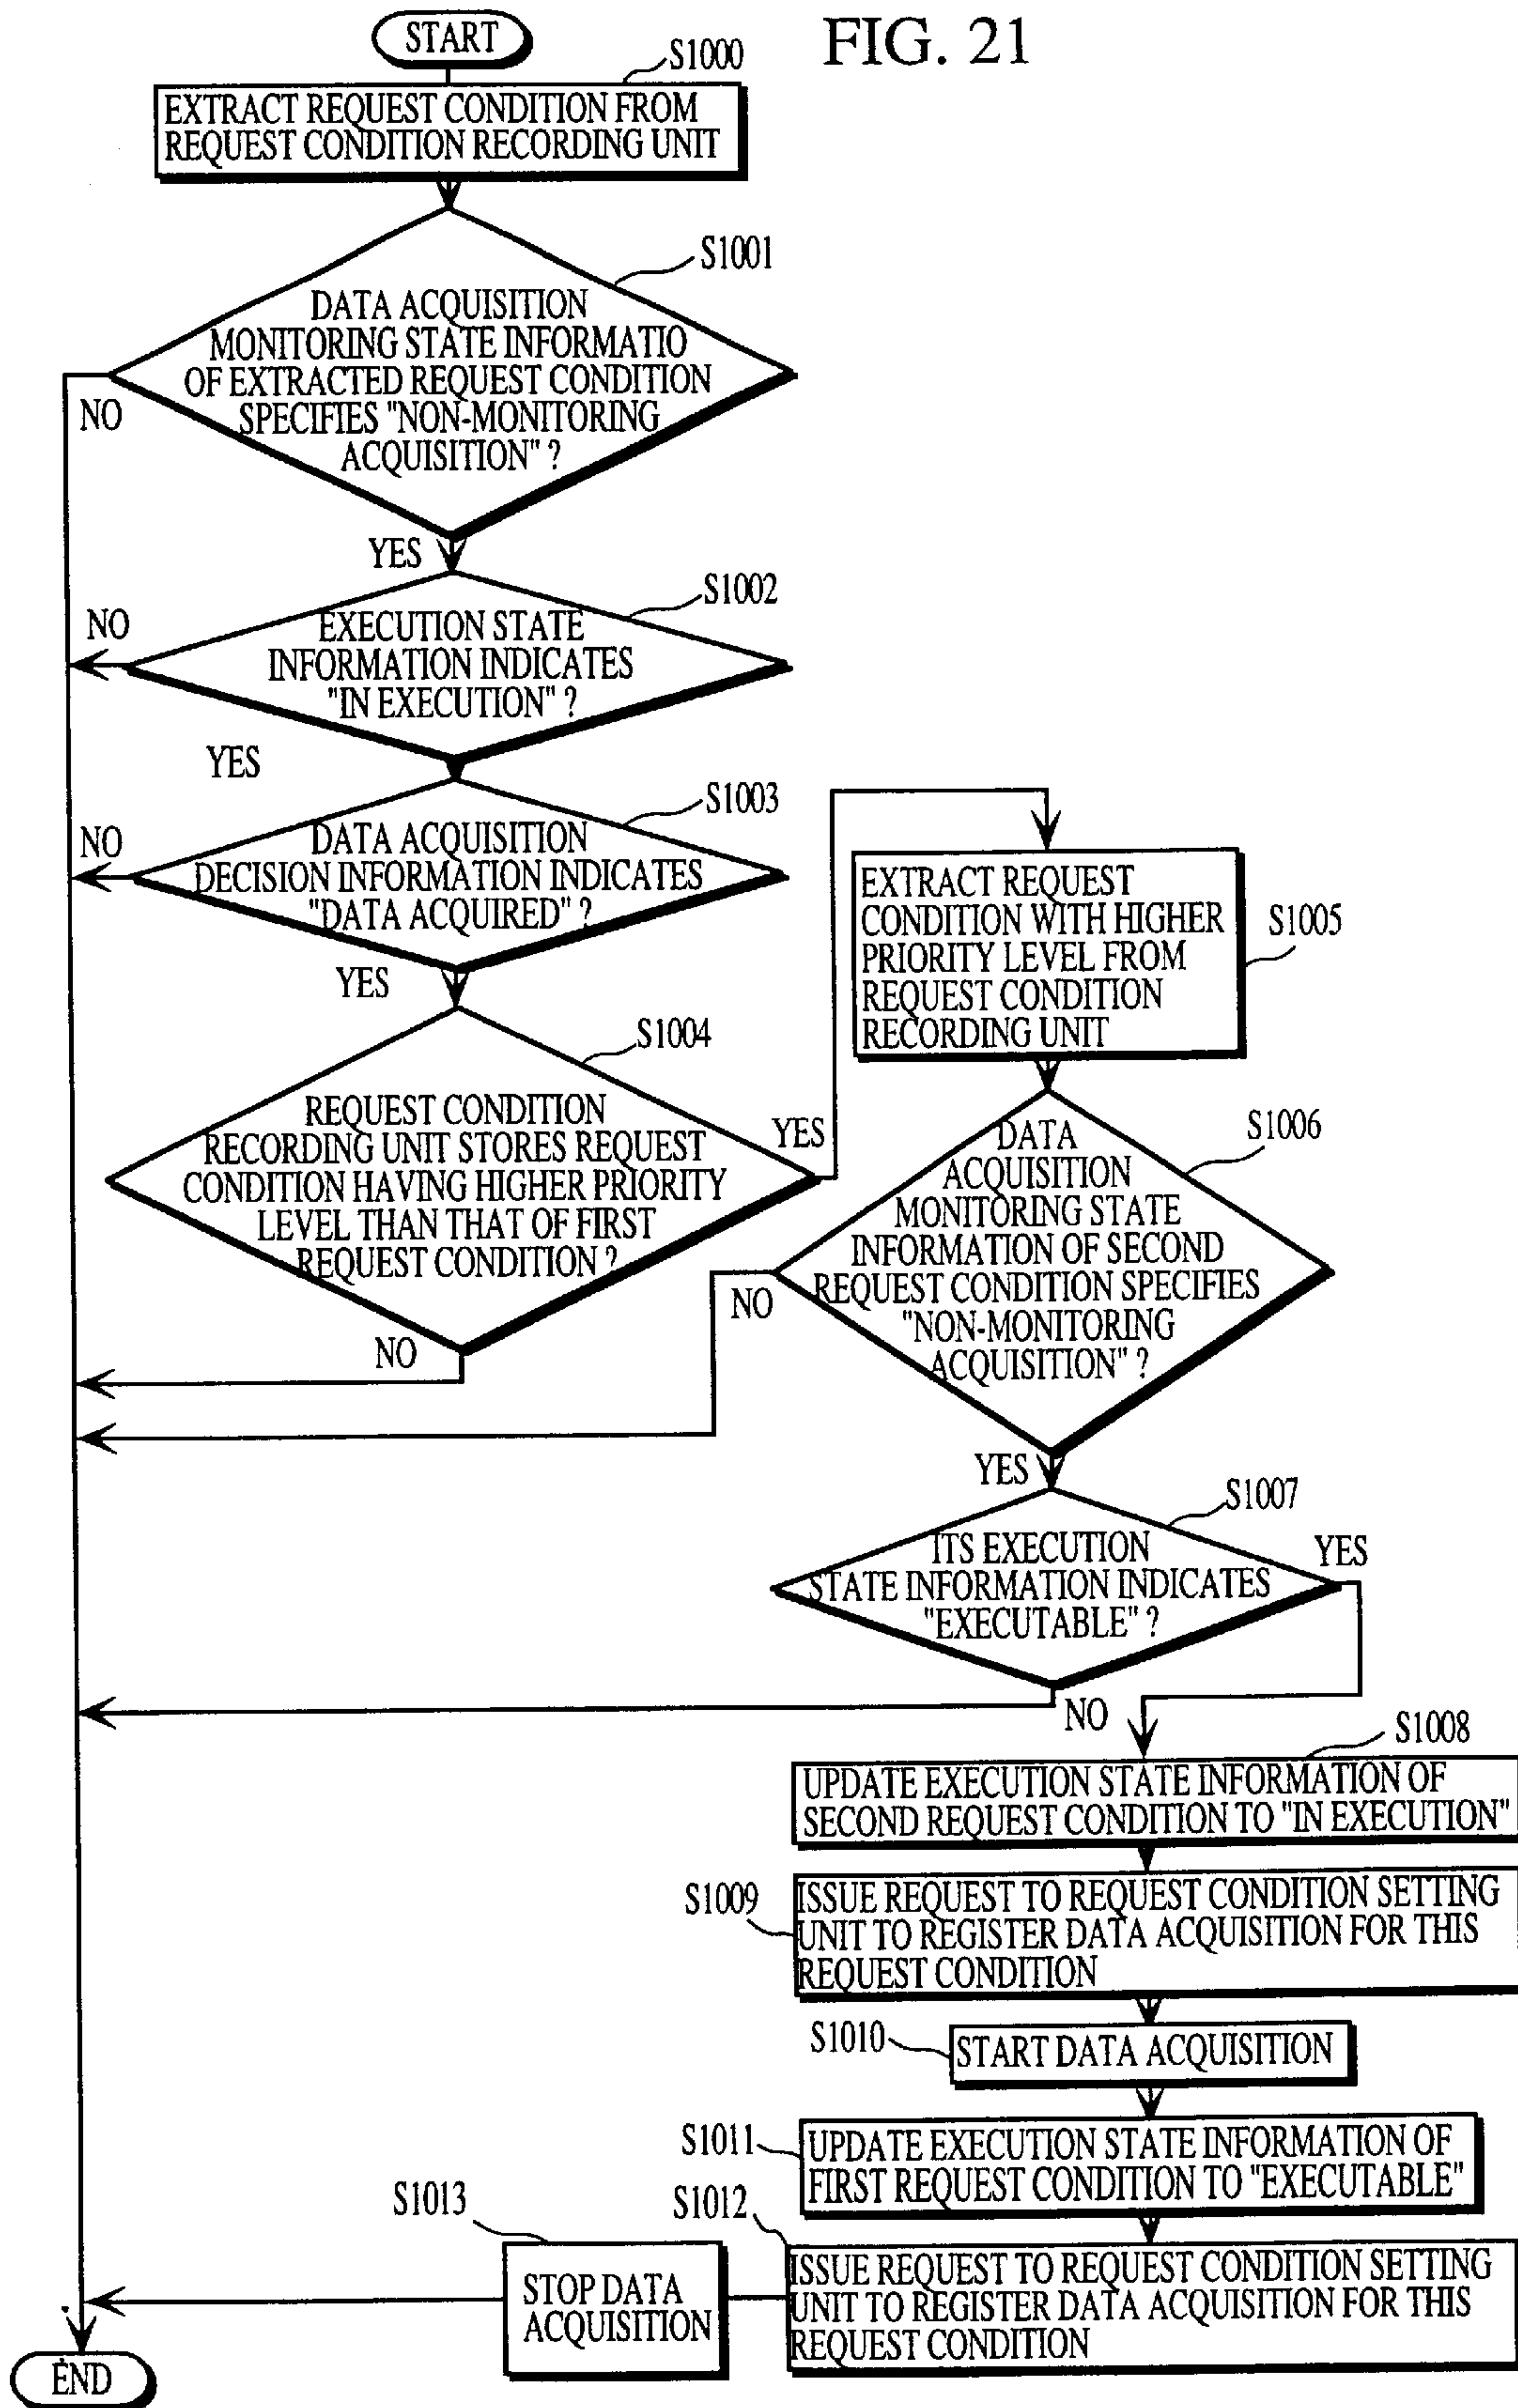 FIG. 21
START
S1000
EXTRACT REQUEST CONDITION FROM
REQUEST CONDITION RECORDING UNIT
S1001
DATA ACQUISITION
MONITORING STATE INFORMATIO
OF EXTRACTED REQUEST CONDITION
SPECIFIES "NON-MONITORING
ACQUISITION" ?
NO
YES
S1002
EXECUTION STATE
INFORMATION INDICATES
"IN EXECUTION" ?
NO
YES
S1003
DATA ACQUISITION
DECISION INFORMATION INDICATES
"DATA ACQUIRED" ?
NO
YES
S1004
REQUEST CONDITION
RECORDING UNIT STORES REQUEST
CONDITION HAVING HIGHER PRIORITY
LEVEL THAN THAT OF FIRST
REQUEST CONDITION ?
YES
NO
EXTRACT REQUEST
CONDITION WITH HIGHER
PRIORITY LEVEL FROM
REQUEST CONDITION
RECORDING UNIT
S1005
S1006
DATA
ACQUISITION
MONITORING STATE
INFORMATION OF SECOND
REQUEST CONDITION SPECIFIES
"NON-MONITORING
ACQUISITION" ?
NO
YES
S1007
ITS EXECUTION
STATE INFORMATION INDICATES
"EXECUTABLE" ?
YES
NO
S1008
UPDATE EXECUTION STATE INFORMATION OF
SECOND REQUEST CONDITION TO "IN EXECUTION"
S1009
ISSUE REQUEST TO REQUEST CONDITION SETTING
UNIT TO REGISTER DATA ACQUISITION FOR THIS
REQUEST CONDITION
S1010
START DATA ACQUISITION
S1011
UPDATE EXECUTION STATE INFORMATION OF
FIRST REQUEST CONDITION TO "EXECUTABLE"
S1012
ISSUE REQUEST TO REQUEST CONDITION SETTING
UNIT TO REGISTER DATA ACQUISITION FOR THIS
REQUEST CONDITION
S1013
STOP DATA
ACQUISITION
END